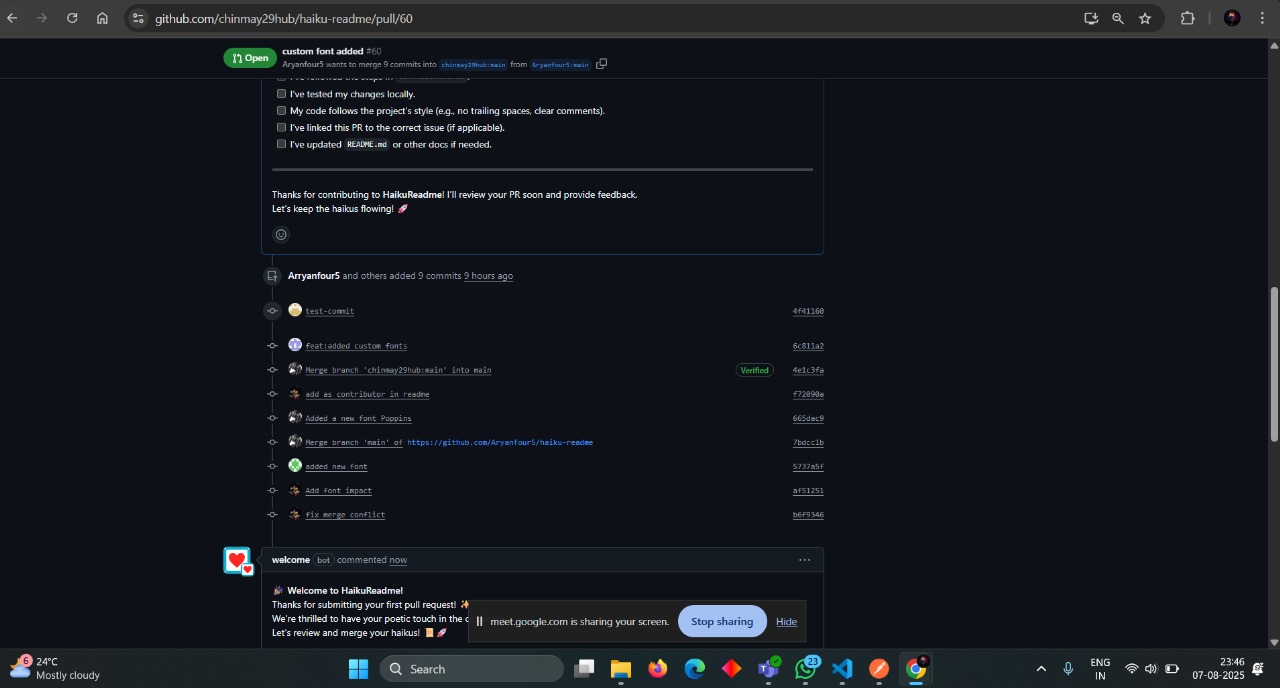 github.com/chinmay29hub/haiku-readme/pull/60
Open
custom font added #60
Aryanfour5 wants to merge 9 commits into chinmay29hub:main from Aryanfour5:main
I've tested my changes locally.
My code follows the project's style (e.g., no trailing spaces, clear comments).
I've linked this PR to the correct issue (if applicable).
I've updated README.md or other docs if needed.
Thanks for contributing to HaikuReadme! I'll review your PR soon and provide feedback.
Let's keep the haikus flowing! 🚀
Arryanfour5 and others added 9 commits 9 hours ago
test-commit 4f41160
feat:added custom fonts 6c811a2
Merge branch 'chinmay29hub:main' into main Verified 4e1c3fa
add as contributor in readme f72090a
Added a new font Poppins 665dac9
Merge branch 'main' of https://github.com/Aryanfour5/haiku-readme 7bdcc1b
added new font 5737a5f
Add font impact af51251
fix merge conflict b6f9346
welcome bot commented now
🎉 Welcome to HaikuReadme!
Thanks for submitting your first pull request! ✨
We're thrilled to have your poetic touch in the
Let's review and merge your haikus! 📜🚀
meet.google.com is sharing your screen. Stop sharing Hide
6
24°C
Mostly cloudy
Search
23
ENG
IN
23:46
07-08-2025